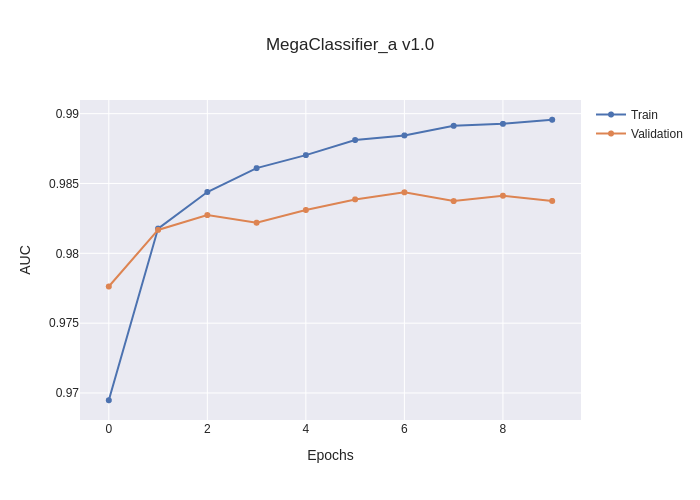 MegaClassifier_a v1.0
Train
Validation
0.99
0.985
0.98
0.975
0.97
AUC
0 2 4 6 8
Epochs